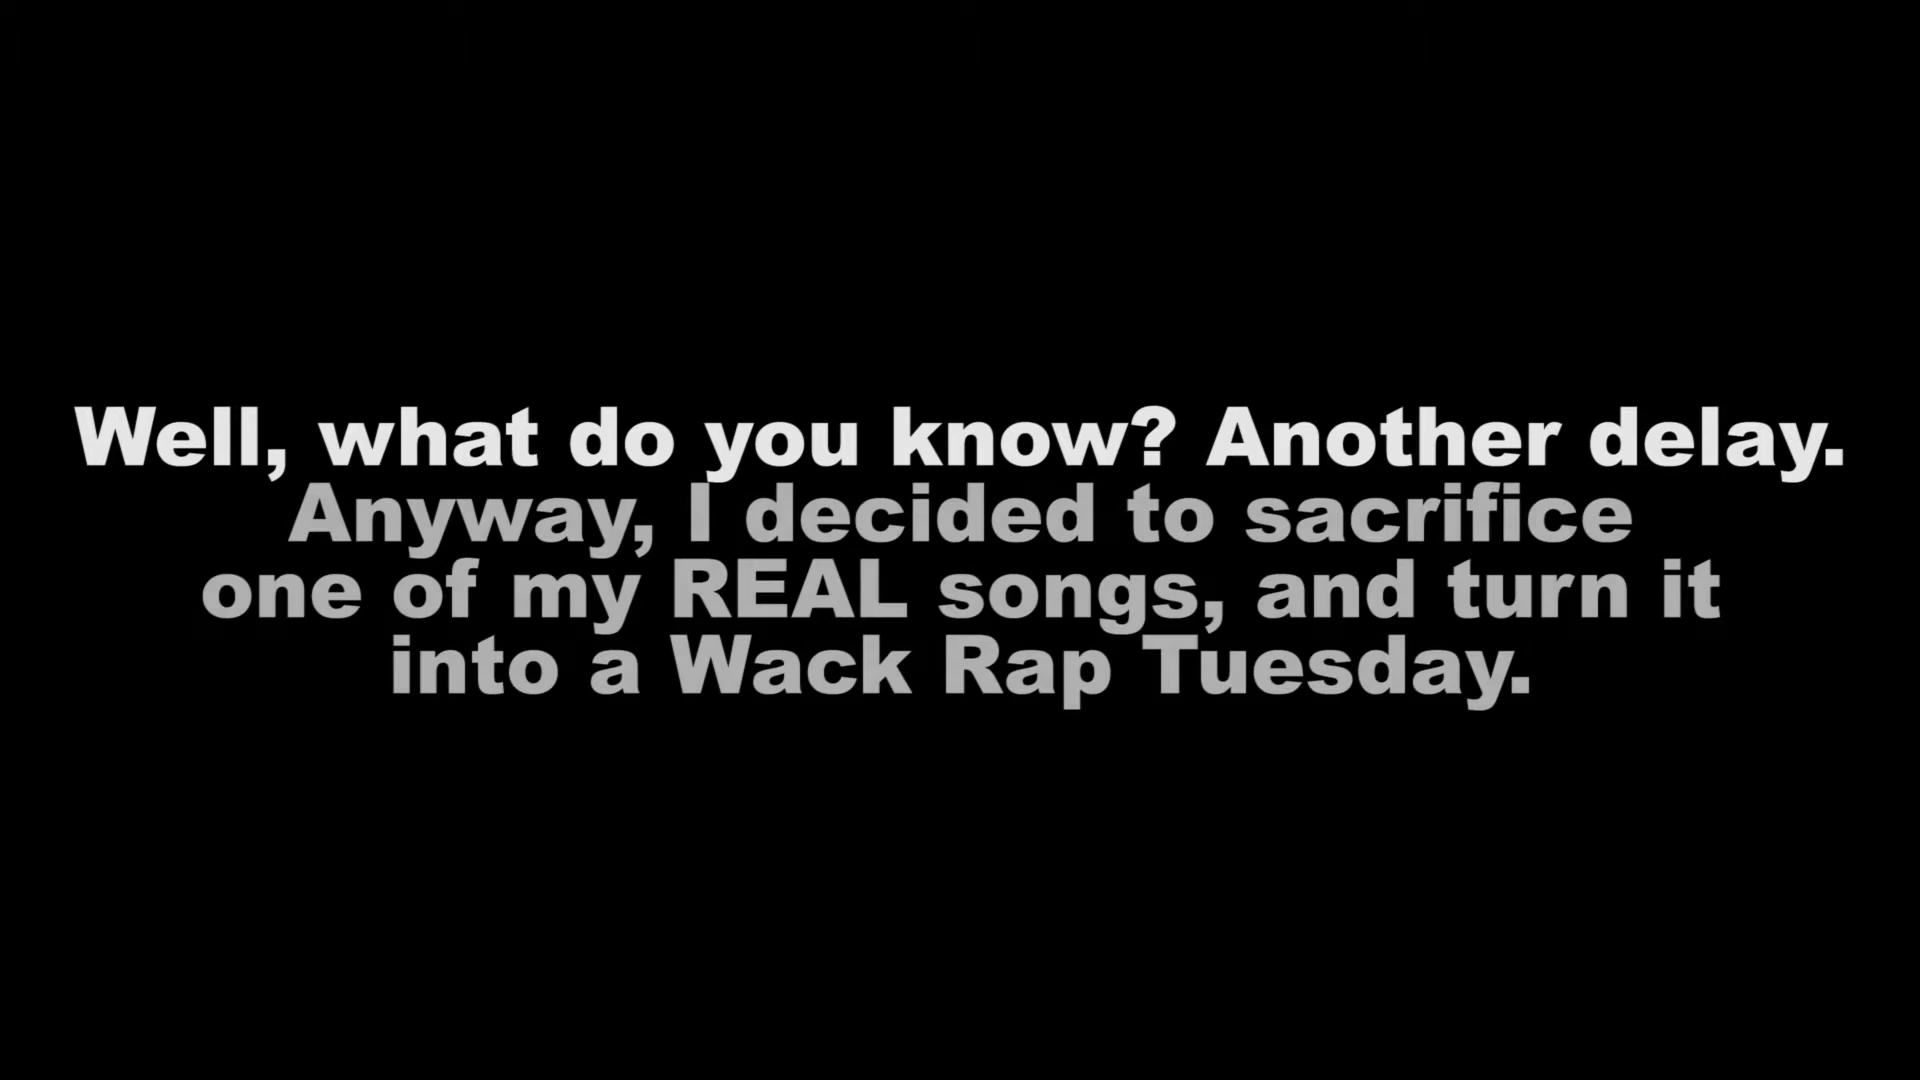 Well, what do you know? Another delay.
Anyway, I decided to sacrifice
one of my REAL songs, and turn it
into a Wack Rap Tuesday.